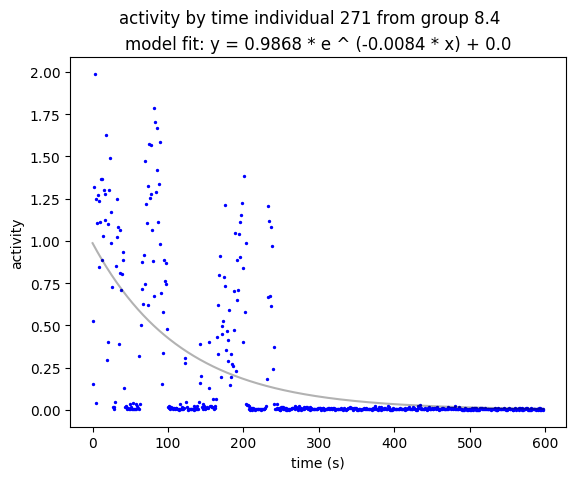 activity by time individual 271 from group 8.4
model fit: y = 0.9868 * e ^ (-0.0084 * x) + 0.0
2.00
1.75
1.50
1.25
1.00
0.75
0.50
0.25
0.00
activity
0 100 200 300 400 500 600
time (s)